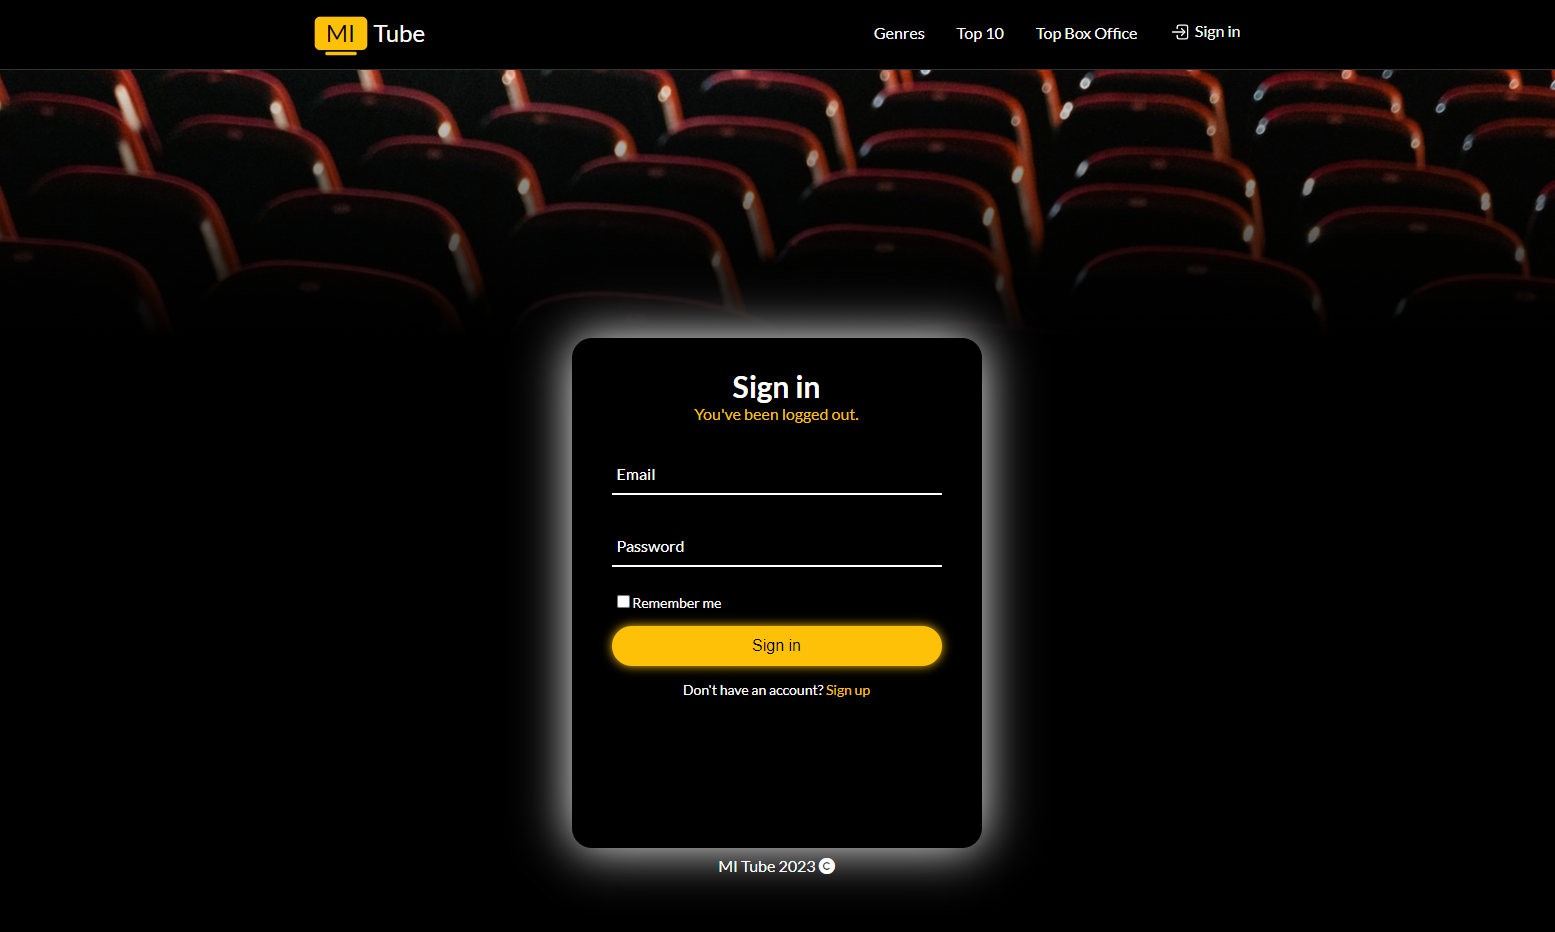 MI Tube
Genres
Top 10
Top Box Office
Sign in
Sign in
You've been logged out.
Email
Password
Remember me
Sign in
Don't have an account? Sign up
MI Tube 2023 ©